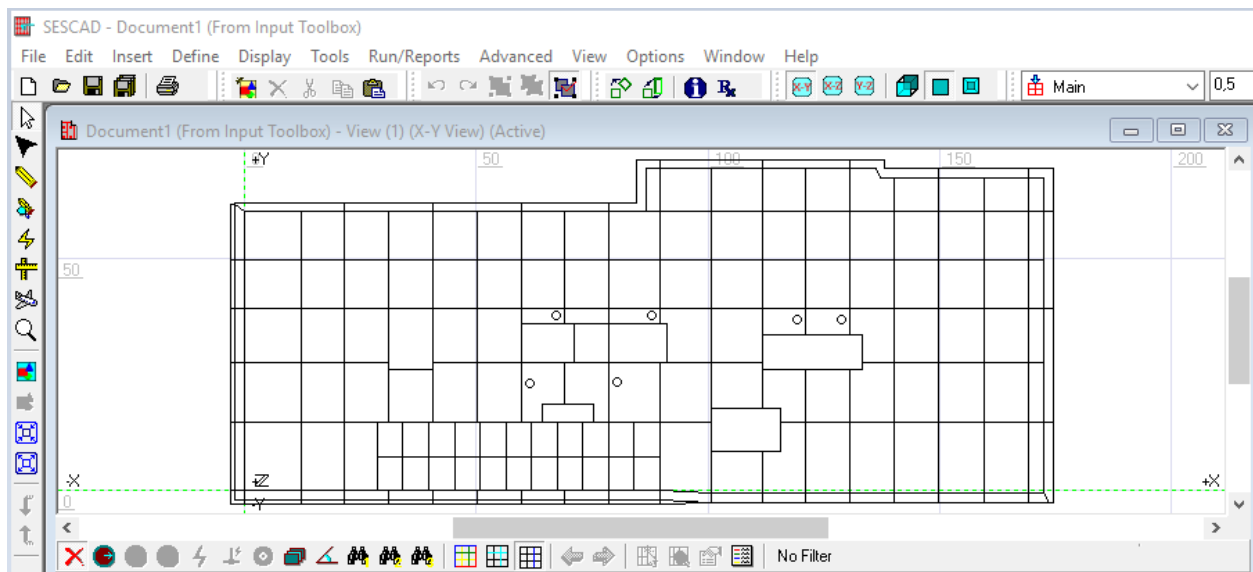 SESCAD - Document1 (From Input Toolbox)
File Edit Insert Define Display Tools Run/Reports Advanced View Options Window Help
Main 0,5
Document1 (From Input Toolbox) - View (1) (X-Y View) (Active)
+Y 50 100 150 200
50
-X +Z +X
0 -Y
No Filter